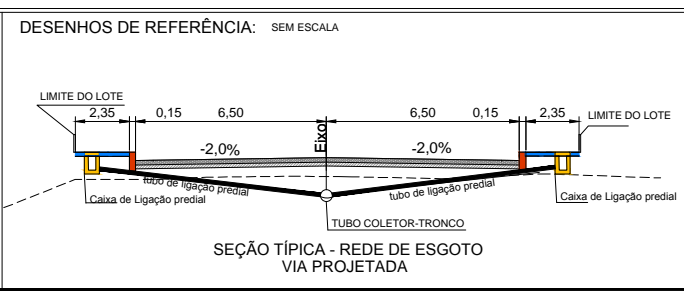 DESENHOS DE REFERÊNCIA: SEM ESCALA
LIMITE DO LOTE
2,35 0,15 6,50 6,50 0,15 2,35
LIMITE DO LOTE
Eixo
-2,0% -2,0%
tubo de ligação predial
tubo de ligação predial
Caixa de Ligação predial
Caixa de Ligação predial
TUBO COLETOR-TRONCO
SEÇÃO TÍPICA - REDE DE ESGOTO
VIA PROJETADA